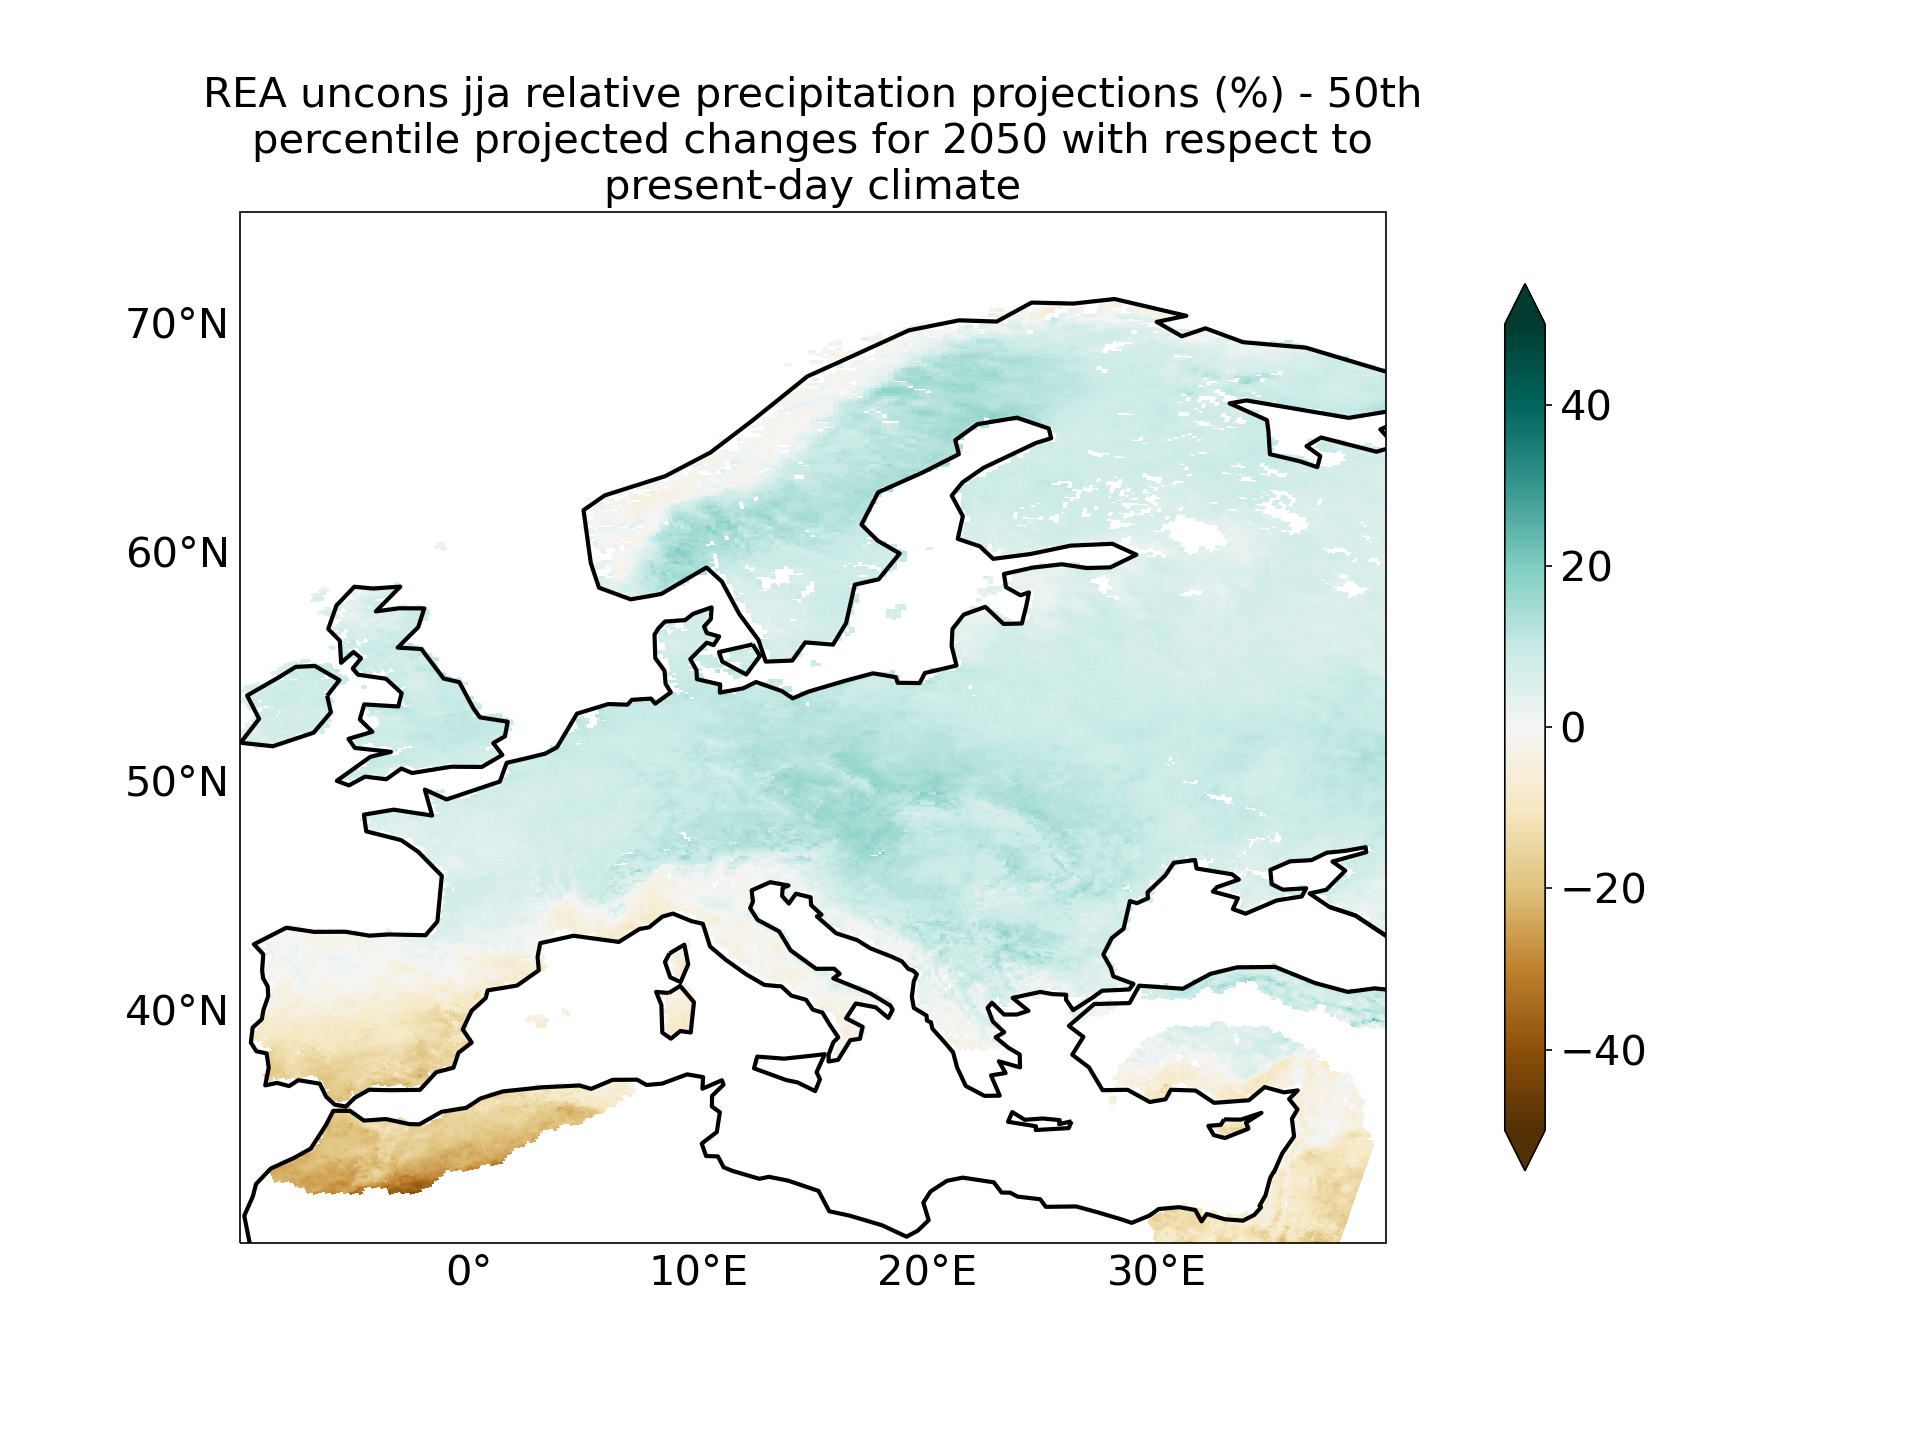 REA uncons jja relative precipitation projections (%) - 50th
percentile projected changes for 2050 with respect to
present-day climate
70°N
60°N
50°N
40°N
0°
10°E
20°E
30°E
40
20
0
−20
−40